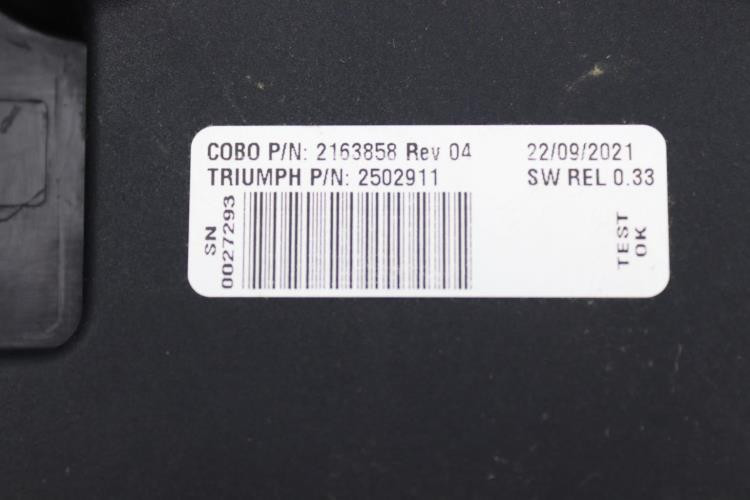 COBO P/N: 2163858 Rev 04
22/09/2021
TRIUMPH P/N: 2502911
SW REL 0.33
SN
0027293
TEST
OK